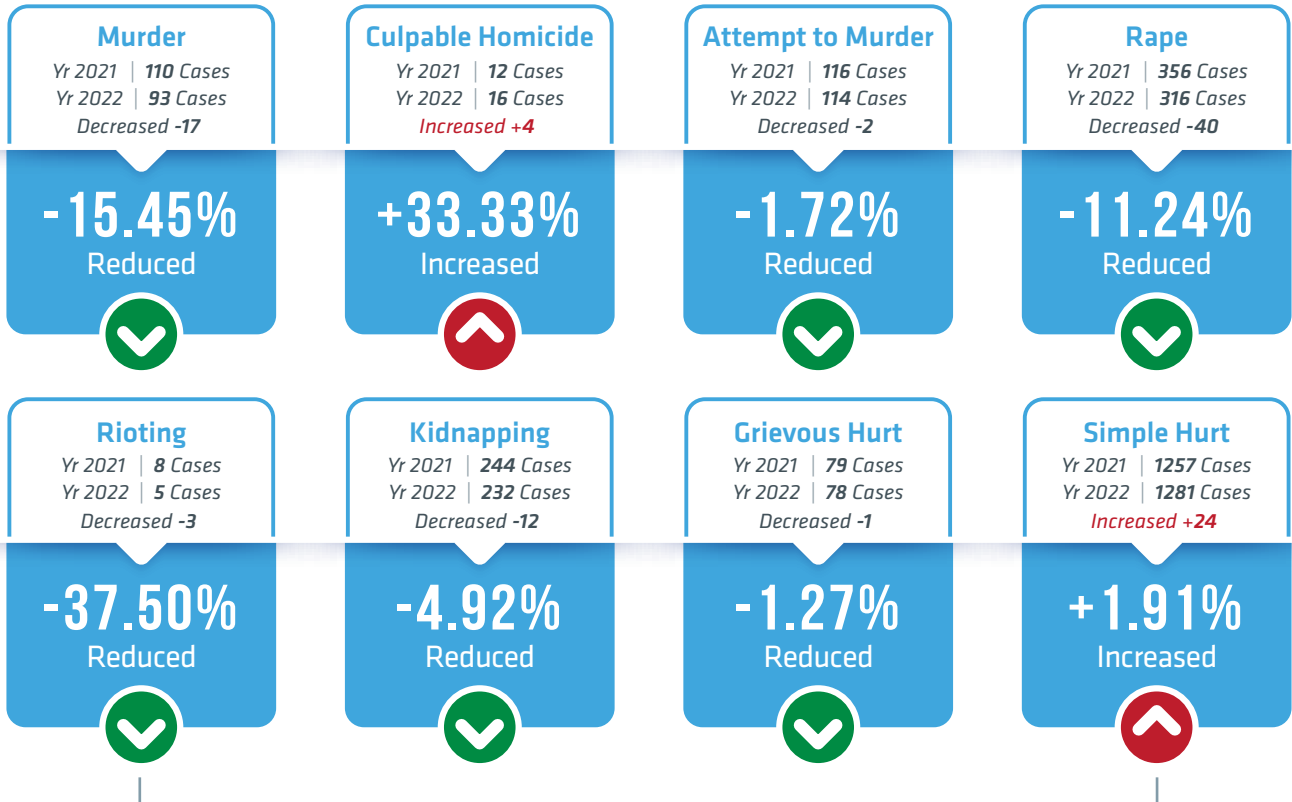 Murder
Yr 2021 | 110 Cases
Yr 2022 | 93 Cases
Decreased -17
-15.45%
Reduced
Culpable Homicide
Yr 2021 | 12 Cases
Yr 2022 | 16 Cases
Increased +4
+33.33%
Increased
Attempt to Murder
Yr 2021 | 116 Cases
Yr 2022 | 114 Cases
Decreased -2
-1.72%
Reduced
Rape
Yr 2021 | 356 Cases
Yr 2022 | 316 Cases
Decreased -40
-11.24%
Reduced
Rioting
Yr 2021 | 8 Cases
Yr 2022 | 5 Cases
Decreased -3
-37.50%
Reduced
Kidnapping
Yr 2021 | 244 Cases
Yr 2022 | 232 Cases
Decreased -12
-4.92%
Reduced
Grievous Hurt
Yr 2021 | 79 Cases
Yr 2022 | 78 Cases
Decreased -1
-1.27%
Reduced
Simple Hurt
Yr 2021 | 1257 Cases
Yr 2022 | 1281 Cases
Increased +24
+1.91%
Increased